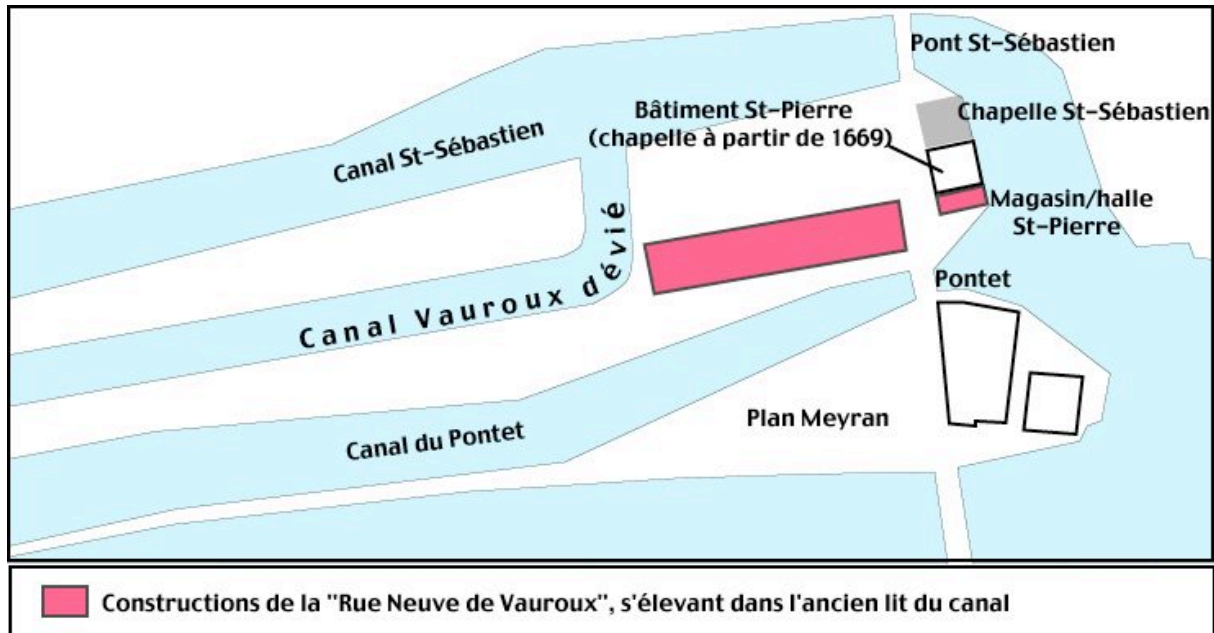 Pont St-Sébastien
Bâtiment St-Pierre
(chapelle à partir de 1669)
Chapelle St-Sébastien
Canal St-Sébastien
Magasin/halle
St-Pierre
Canal Vauroux dévié
Pontet
Plan Meyran
Canal du Pontet
Constructions de la "Rue Neuve de Vauroux", s'élevant dans l'ancien lit du canal